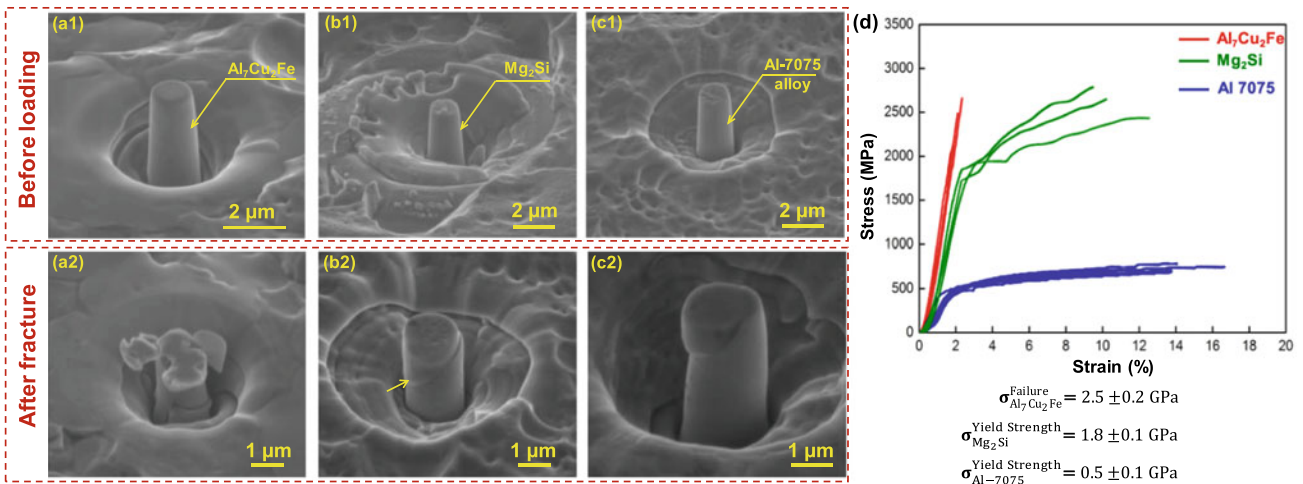 Before loading
(a1)
Al₇Cu₂Fe
2 µm
(b1)
Mg₂Si
2 µm
(c1)
Al-7075
alloy
2 µm
After fracture
(a2)
1 µm
(b2)
1 µm
(c2)
1 µm
(d)
Stress (MPa)
3500
3000
2500
2000
1500
1000
500
0
0 2 4 6 8 10 12 14 16 18 20
Strain (%)
Al₇Cu₂Fe
Mg₂Si
Al 7075
σ Failure Al₇Cu₂Fe = 2.5 ±0.2 GPa
σ Yield Strength Mg₂Si = 1.8 ±0.1 GPa
σ Yield Strength Al−7075 = 0.5 ±0.1 GPa